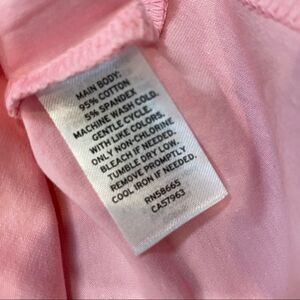 MAIN BODY:
95% COTTON
5% SPANDEX
MACHINE WASH COLD.
GENTLE CYCLE.
WITH LIKE COLORS.
ONLY NON-CHLORINE
BLEACH IF NEEDED.
TUMBLE DRY LOW.
REMOVE PROMPTLY
COOL IRON IF NEEDED.
RN58665
CA57963